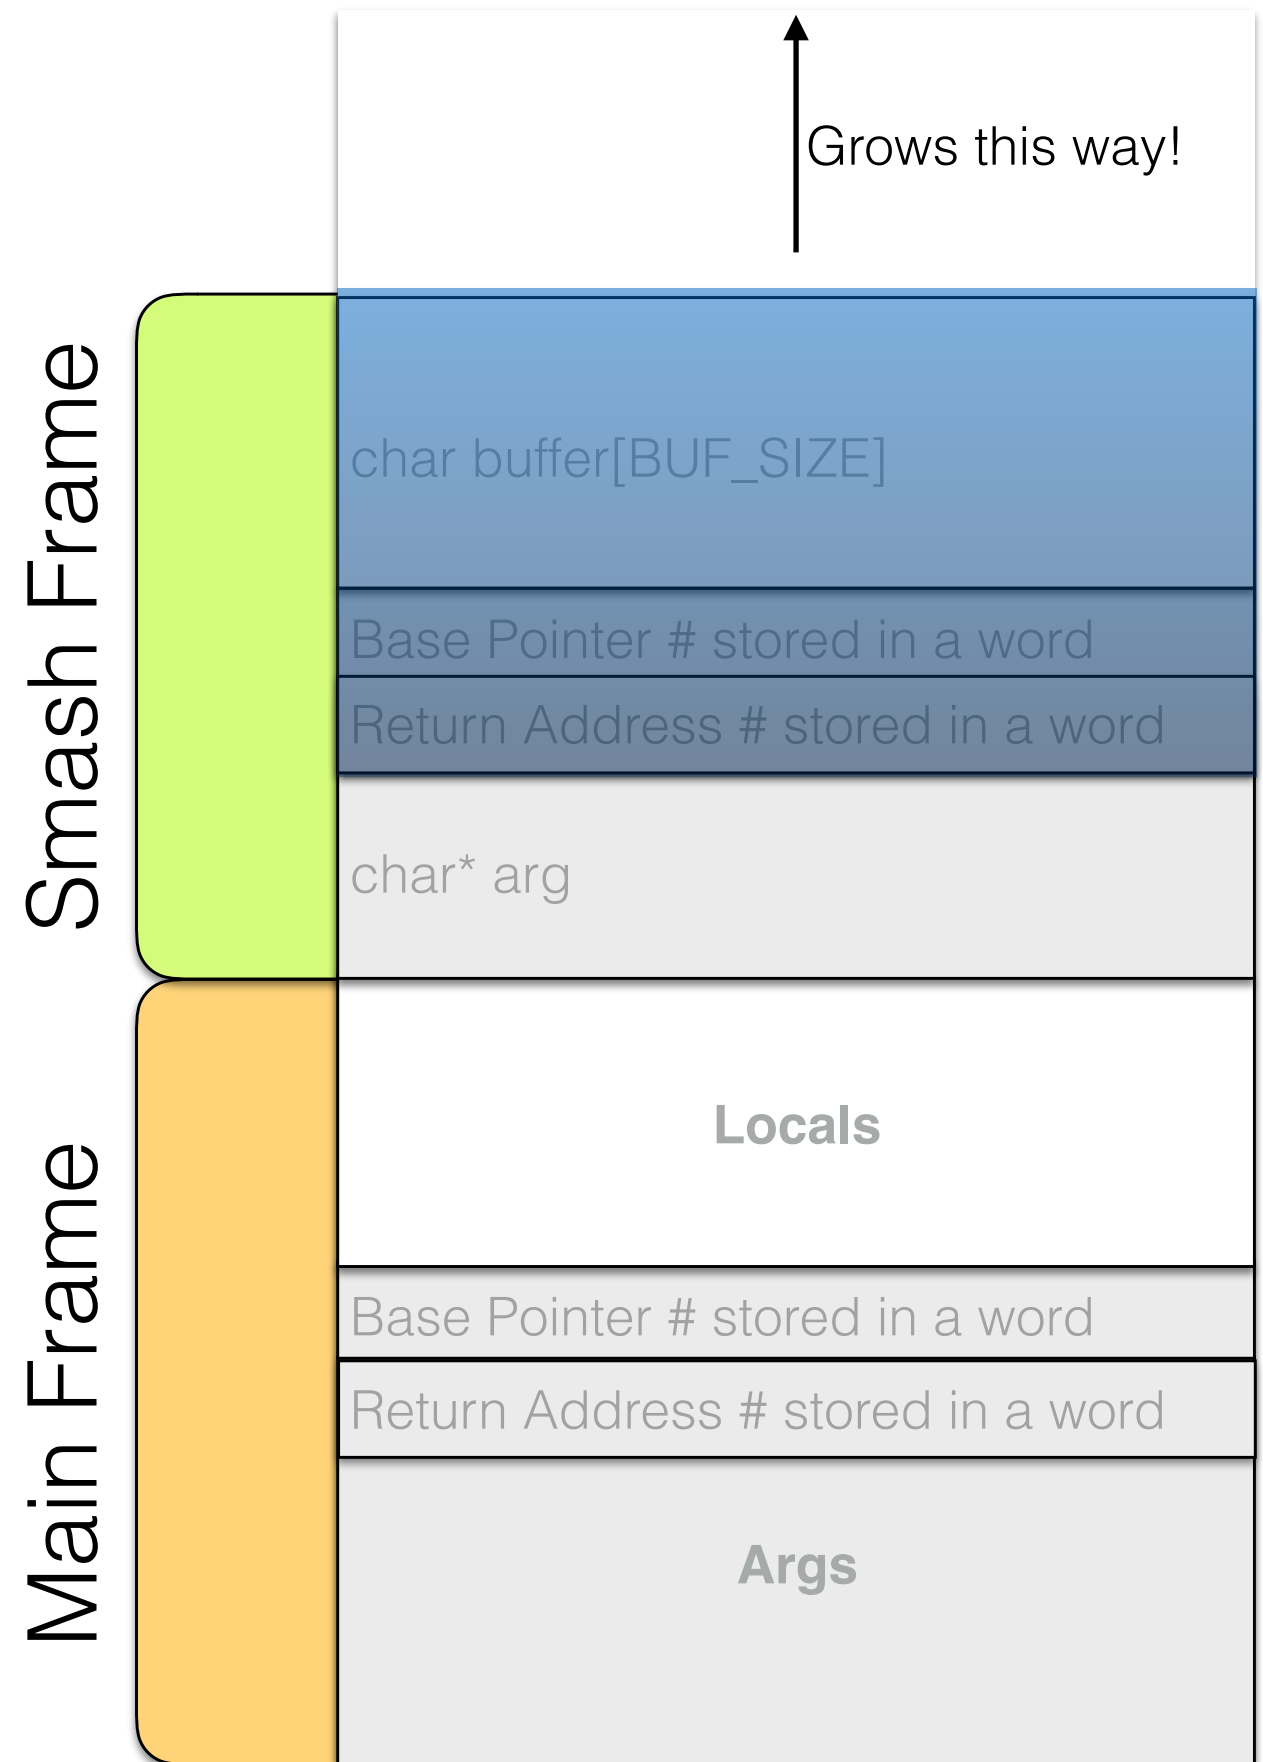 Grows this way!
Smash Frame
char buffer[BUF_SIZE]
Base Pointer # stored in a word
Return Address # stored in a word
char* arg
Main Frame
Locals
Base Pointer # stored in a word
Return Address # stored in a word
Args